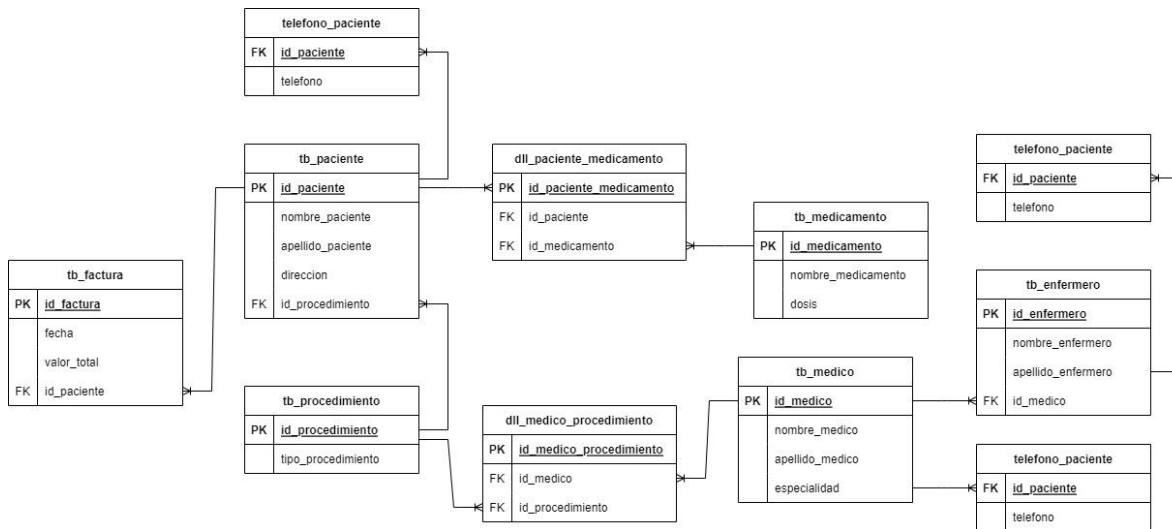 telefono_paciente
FK id_paciente
telefono
tb_paciente
PK id_paciente
nombre_paciente
apellido_paciente
direccion
FK id_procedimiento
dll_paciente_medicamento
PK id_paciente_medicamento
FK id_paciente
FK id_medicamento
tb_medicamento
PK id_medicamento
nombre_medicamento
dosis
telefono_paciente
FK id_paciente
telefono
tb_factura
PK id_factura
fecha
valor_total
FK id_paciente
tb_enfermero
PK id_enfermero
nombre_enfermero
apellido_enfermero
FK id_medico
tb_procedimiento
PK id_procedimiento
tipo_procedimiento
dll_medico_procedimiento
PK id_medico_procedimiento
FK id_medico
FK id_procedimiento
tb_medico
PK id_medico
nombre_medico
apellido_medico
especialidad
telefono_paciente
FK id_paciente
telefono